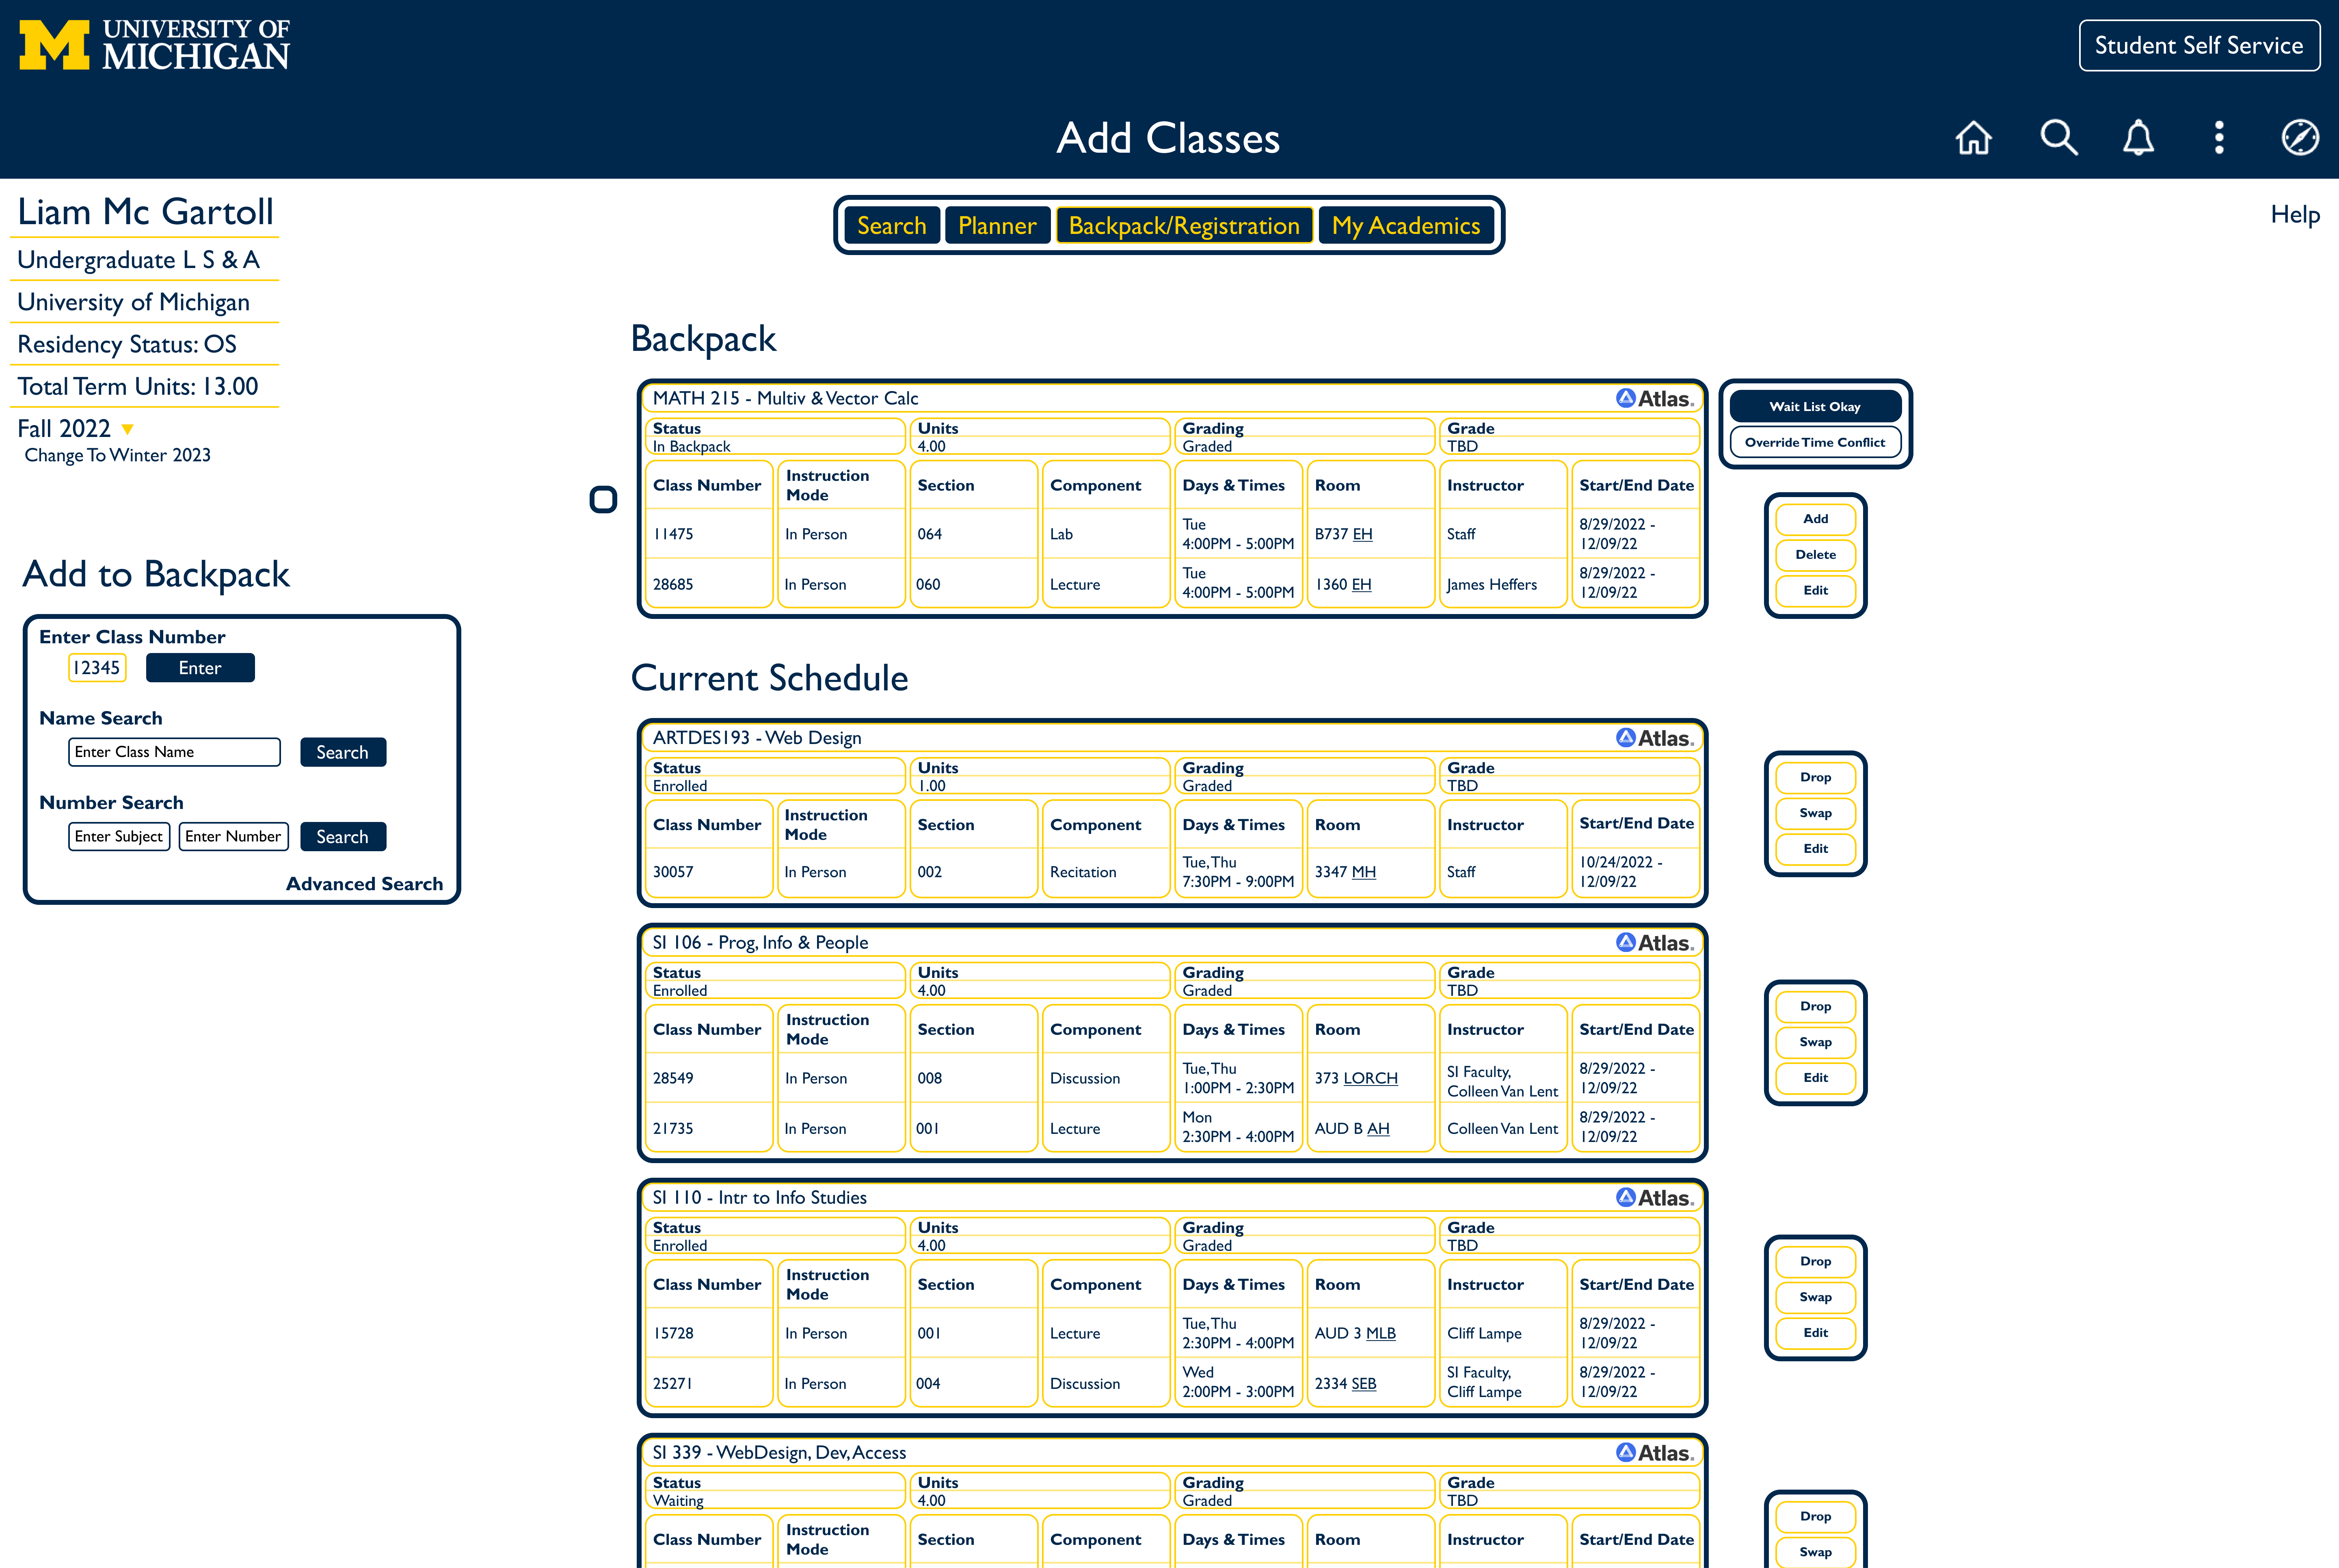 UNIVERSITY OF
MICHIGAN
Student Self Service
Add Classes
Liam Mc Gartoll
Undergraduate L S & A
University of Michigan
Residency Status: OS
Total Term Units: 13.00
Fall 2022
Change To Winter 2023
Search Planner Backpack/Registration My Academics
Help
Add to Backpack
Enter Class Number
12345 Enter
Name Search
Enter Class Name Search
Number Search
Enter Subject Enter Number Search
Advanced Search
Backpack
MATH 215 - Multiv & Vector Calc Atlas.
Status Units Grading Grade
In Backpack 4.00 Graded TBD
Class Number Instruction Mode Section Component Days & Times Room Instructor Start/End Date
11475 In Person 064 Lab Tue 4:00PM - 5:00PM B737 EH Staff 8/29/2022 - 12/09/22
28685 In Person 060 Lecture Tue 4:00PM - 5:00PM 1360 EH James Heffers 8/29/2022 - 12/09/22
Wait List Okay
Override Time Conflict
Add
Delete
Edit
Current Schedule
ARTDES193 - Web Design Atlas.
Status Units Grading Grade
Enrolled 1.00 Graded TBD
Class Number Instruction Mode Section Component Days & Times Room Instructor Start/End Date
30057 In Person 002 Recitation Tue, Thu 7:30PM - 9:00PM 3347 MH Staff 10/24/2022 - 12/09/22
Drop
Swap
Edit
SI 106 - Prog, Info & People Atlas.
Status Units Grading Grade
Enrolled 4.00 Graded TBD
Class Number Instruction Mode Section Component Days & Times Room Instructor Start/End Date
28549 In Person 008 Discussion Tue, Thu 1:00PM - 2:30PM 373 LORCH SI Faculty, Colleen Van Lent 8/29/2022 - 12/09/22
21735 In Person 001 Lecture Mon 2:30PM - 4:00PM AUD B AH Colleen Van Lent 8/29/2022 - 12/09/22
Drop
Swap
Edit
SI 110 - Intr to Info Studies Atlas.
Status Units Grading Grade
Enrolled 4.00 Graded TBD
Class Number Instruction Mode Section Component Days & Times Room Instructor Start/End Date
15728 In Person 001 Lecture Tue, Thu 2:30PM - 4:00PM AUD 3 MLB Cliff Lampe 8/29/2022 - 12/09/22
25271 In Person 004 Discussion Wed 2:00PM - 3:00PM 2334 SEB SI Faculty, Cliff Lampe 8/29/2022 - 12/09/22
Drop
Swap
Edit
SI 339 - WebDesign, Dev, Access Atlas.
Status Units Grading Grade
Waiting 4.00 Graded TBD
Class Number Instruction Mode Section Component Days & Times Room Instructor Start/End Date
Drop
Swap